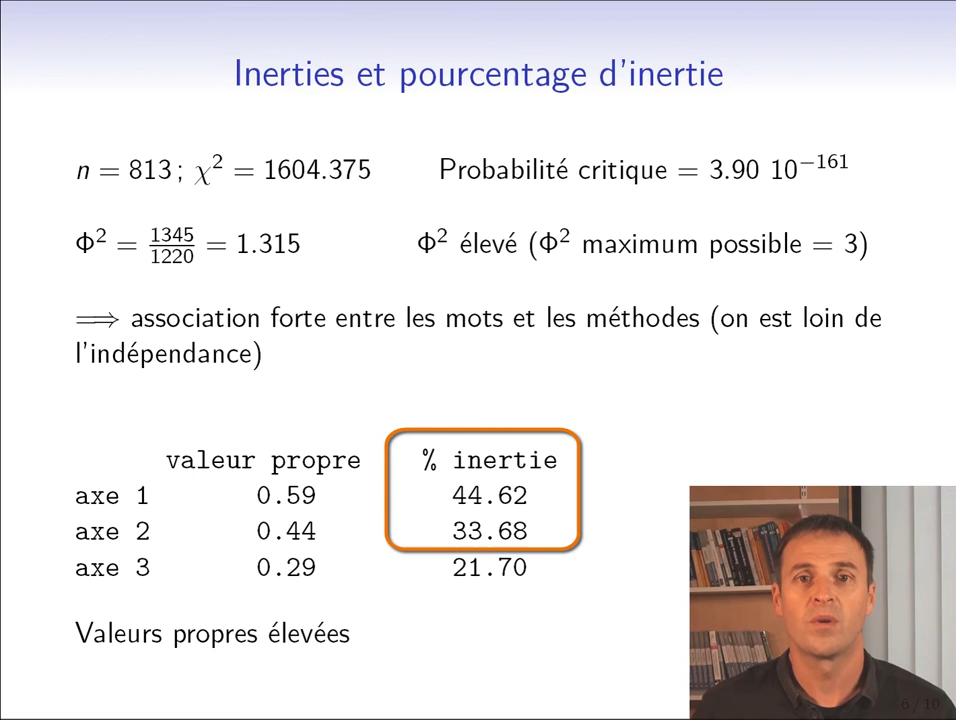 Inerties et pourcentage d'inertie
n = 813 ; χ² = 1604.375 Probabilité critique = 3.90 10⁻¹⁶¹
Φ² = 1345/1220 = 1.315 Φ² élevé (Φ² maximum possible = 3)
⟹ association forte entre les mots et les méthodes (on est loin de
l'indépendance)
valeur propre % inertie
axe 1 0.59 44.62
axe 2 0.44 33.68
axe 3 0.29 21.70
Valeurs propres élevées
6 / 10